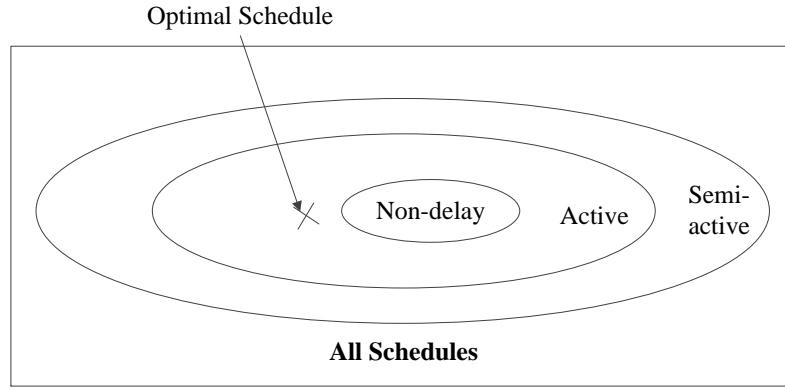 Optimal Schedule
Non-delay
Active
Semi-
active
All Schedules